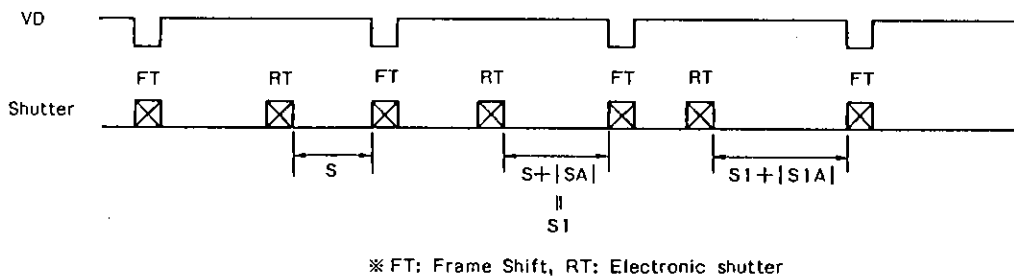 VD
FT RT FT RT FT RT FT
Shutter
S S+|SA| S1+|S1A|
||
S1
※ FT: Frame Shift, RT: Electronic shutter